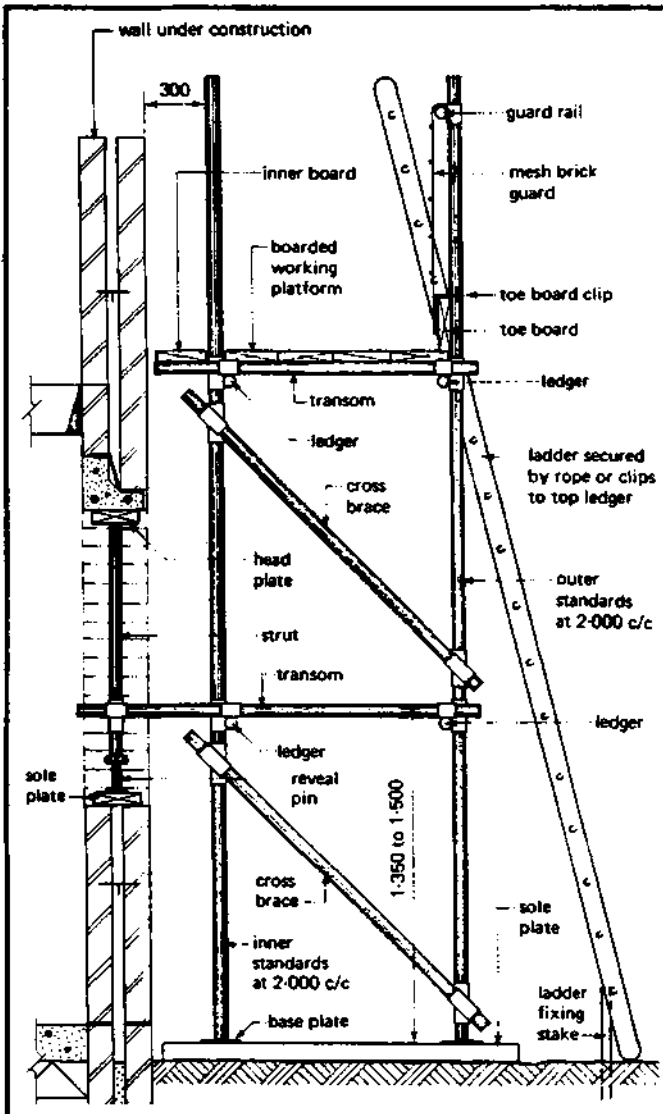 wall under construction
300
guard rail
inner board
mesh brick
guard
boarded
working
platform
toe board clip
toe board
transom
ledger
ledger
ladder secured
by rope or clips
to top ledger
cross
brace
head
plate
outer
standards
at 2·000 c/c
strut
transom
ledger
ledger
sole
plate
reveal
pin
1·350 to 1·500
cross
brace
sole
plate
inner
standards
at 2·000 c/c
ladder
fixing
stake
base plate